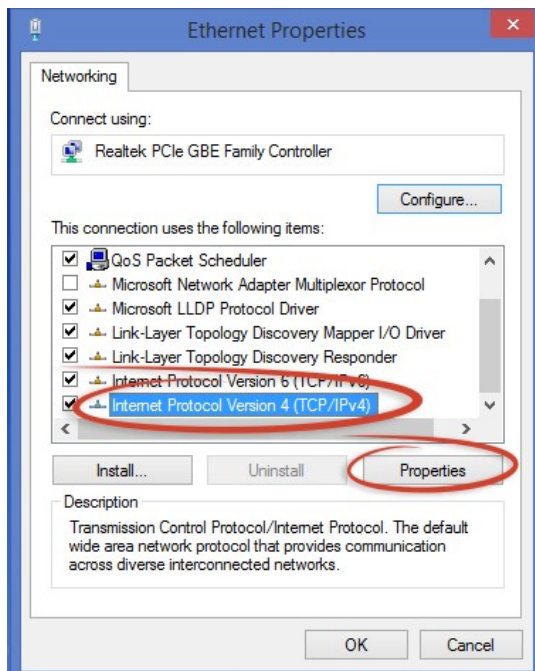 Ethernet Properties
Networking
Connect using:
Realtek PCIe GBE Family Controller
Configure...
This connection uses the following items:
QoS Packet Scheduler
Microsoft Network Adapter Multiplexor Protocol
Microsoft LLDP Protocol Driver
Link-Layer Topology Discovery Mapper I/O Driver
Link-Layer Topology Discovery Responder
Internet Protocol Version 6 (TCP/IPv6)
Internet Protocol Version 4 (TCP/IPv4)
Install...
Uninstall
Properties
Description
Transmission Control Protocol/Internet Protocol. The default
wide area network protocol that provides communication
across diverse interconnected networks.
OK
Cancel